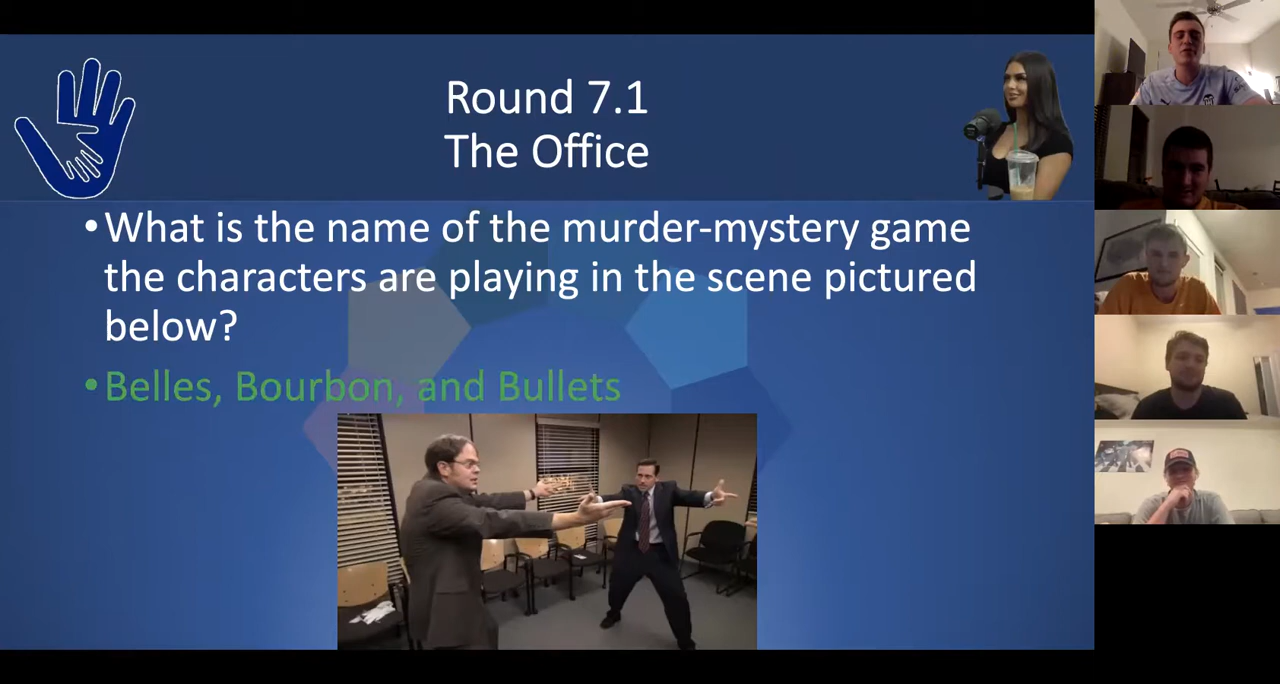 Round 7.1
The Office
•What is the name of the murder-mystery game
the characters are playing in the scene pictured
below?
•Belles, Bourbon, and Bullets